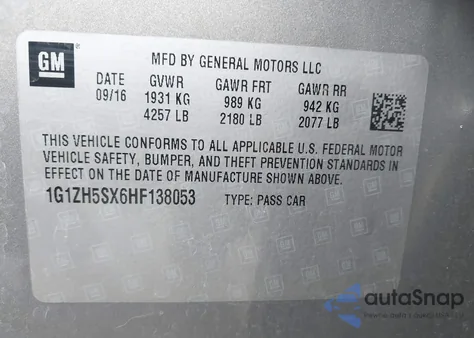 GM
MFD BY GENERAL MOTORS LLC
DATE GVWR GAWR FRT GAWR RR
09/16 1931 KG 989 KG 942 KG
4257 LB 2180 LB 2077 LB
THIS VEHICLE CONFORMS TO ALL APPLICABLE U.S. FEDERAL MOTOR
VEHICLE SAFETY, BUMPER, AND THEFT PREVENTION STANDARDS IN
EFFECT ON THE DATE OF MANUFACTURE SHOWN ABOVE.
1G1ZH5SX6HF138053 TYPE: PASS CAR
autaSnap